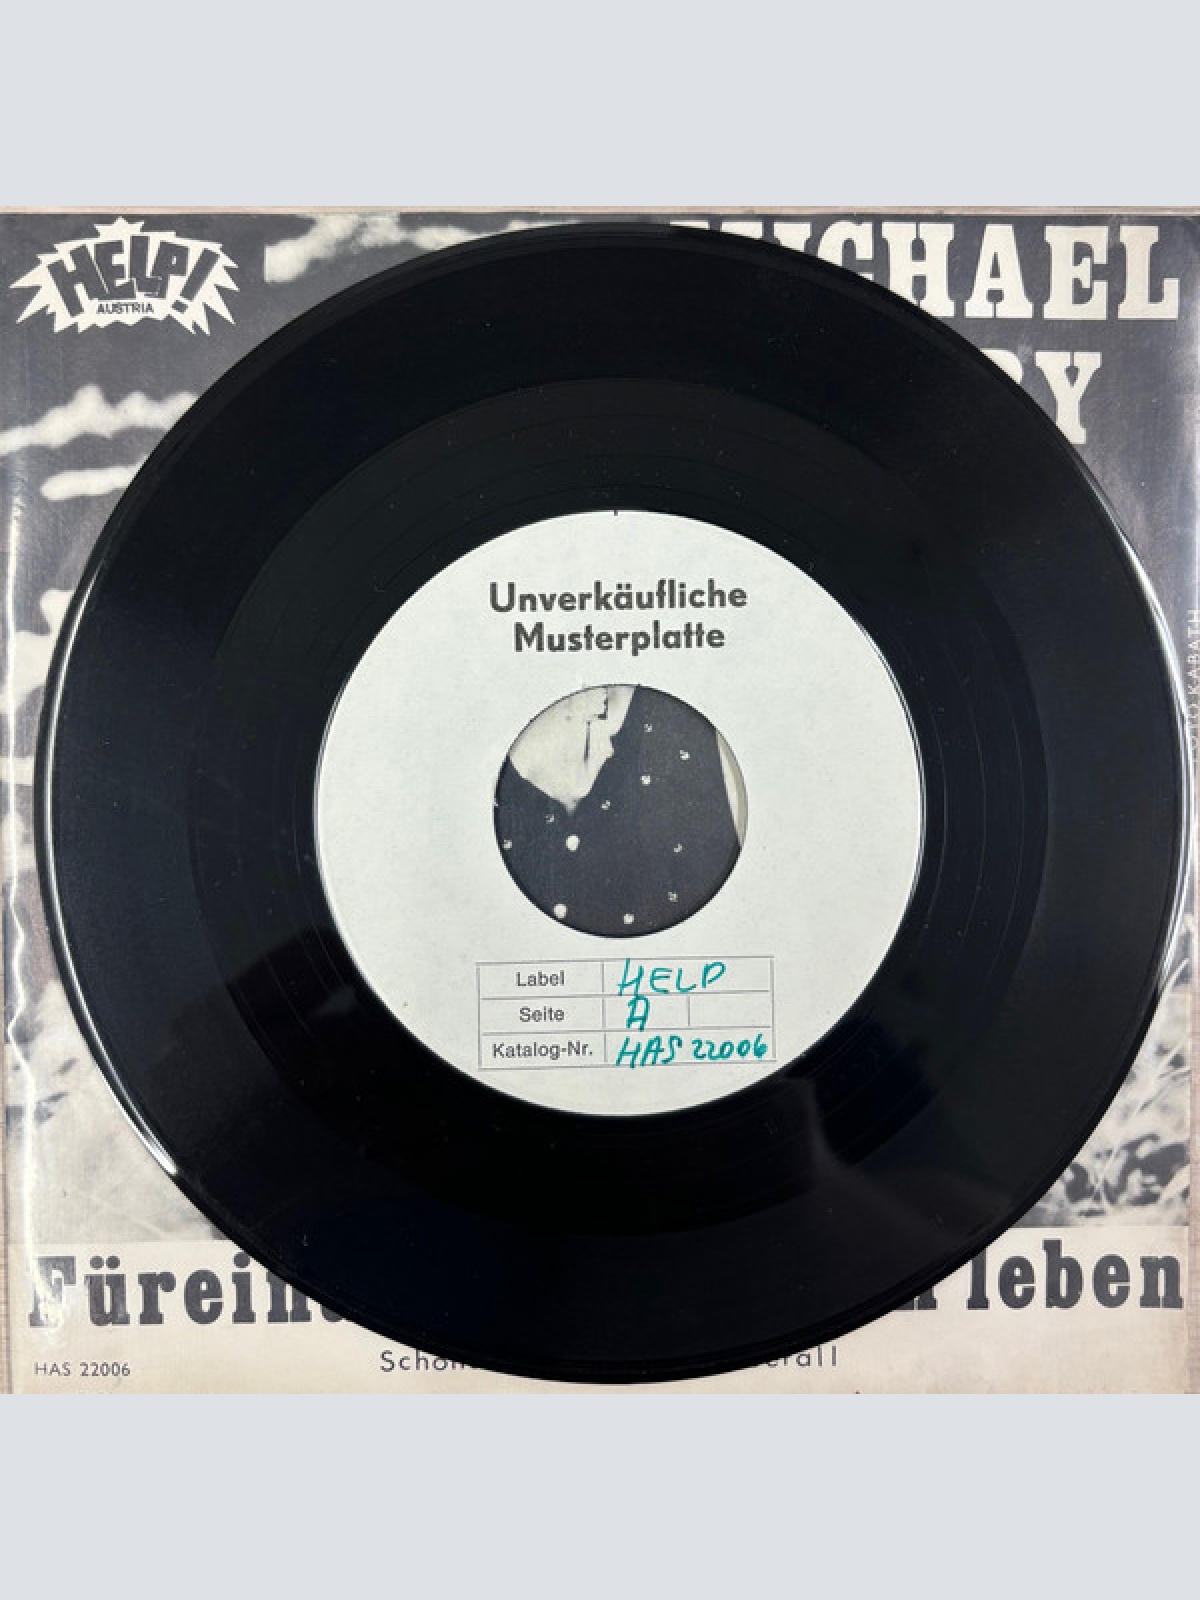 HELP!
AUSTRIA
MICHAEL
Unverkäufliche
Musterplatte
Label HELP
Seite A
Katalog-Nr. HAS 22006
leben
HAS 22006